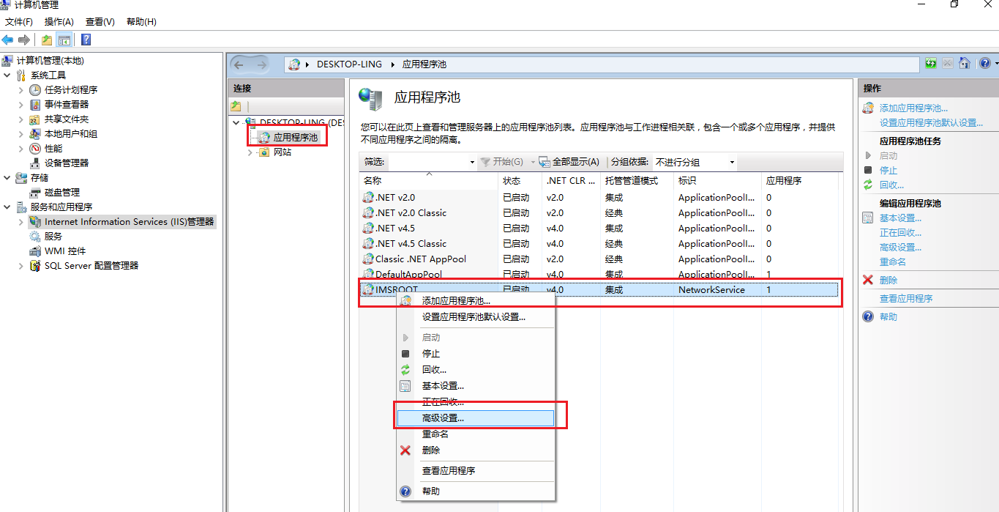 计算机管理
文件(F) 操作(A) 查看(V) 帮助(H)
计算机管理(本地)
系统工具
任务计划程序
事件查看器
共享文件夹
本地用户和组
性能
设备管理器
存储
磁盘管理
服务和应用程序
Internet Information Services (IIS)管理器
服务
WMI 控件
SQL Server 配置管理器
DESKTOP-LING 应用程序池
连接
DESKTOP-LING (DES
应用程序池
网站
应用程序池
您可以在此页上查看和管理服务器上的应用程序池列表。应用程序池与工作进程相关联，包含一个或多个应用程序，并提供
不同应用程序之间的隔离。
筛选: 开始(G) 全部显示(A) 分组依据: 不进行分组
名称 状态 .NET CLR ... 托管管道模式 标识 应用程序
.NET v2.0 已启动 v2.0 集成 ApplicationPoolI... 0
.NET v2.0 Classic 已启动 v2.0 经典 ApplicationPoolI... 0
.NET v4.5 已启动 v4.0 集成 ApplicationPoolI... 0
.NET v4.5 Classic 已启动 v4.0 经典 ApplicationPoolI... 0
Classic .NET AppPool 已启动 v2.0 经典 ApplicationPoolI... 0
DefaultAppPool 已启动 v4.0 集成 ApplicationPoolI... 1
IMSROOT 已启动 v4.0 集成 NetworkService 1
添加应用程序池...
设置应用程序池默认设置...
启动
停止
回收...
基本设置...
正在回收...
高级设置...
重命名
删除
查看应用程序
帮助
操作
添加应用程序池...
设置应用程序池默认设置...
应用程序池任务
启动
停止
回收...
编辑应用程序池
基本设置...
正在回收...
高级设置...
重命名
删除
查看应用程序
帮助